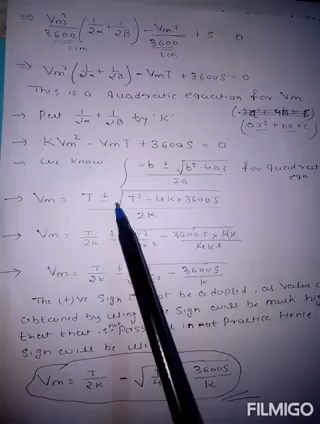 ⇒ Vm²/3600 (1/2α + 1/2β) - VmT/3600 + S = 0
⇒ Vm² (1/2α + 1/2β) - VmT + 3600S = 0
This is a quadratic equation for Vm
→ Put 1/2α + 1/2β by 'K' (ax² + bx + c)
→ KVm² - VmT + 3600S = 0
→ We know { -b ± √b²-4ac / 2a for quadratic eqn
→ Vm = T ± √T² - 4K × 3600S / 2K
→ Vm = T/2K ± - 3600S × 4K / 4K²
→ Vm = T/2K ± - 3600S/K
The (+)ve Sign not be adopted, as value
obtained by using ve Sign will be much
that is not Possible in Practice Hence
Sign will be
Vm = T/2K - √ - 3600S/K
FILMIGO